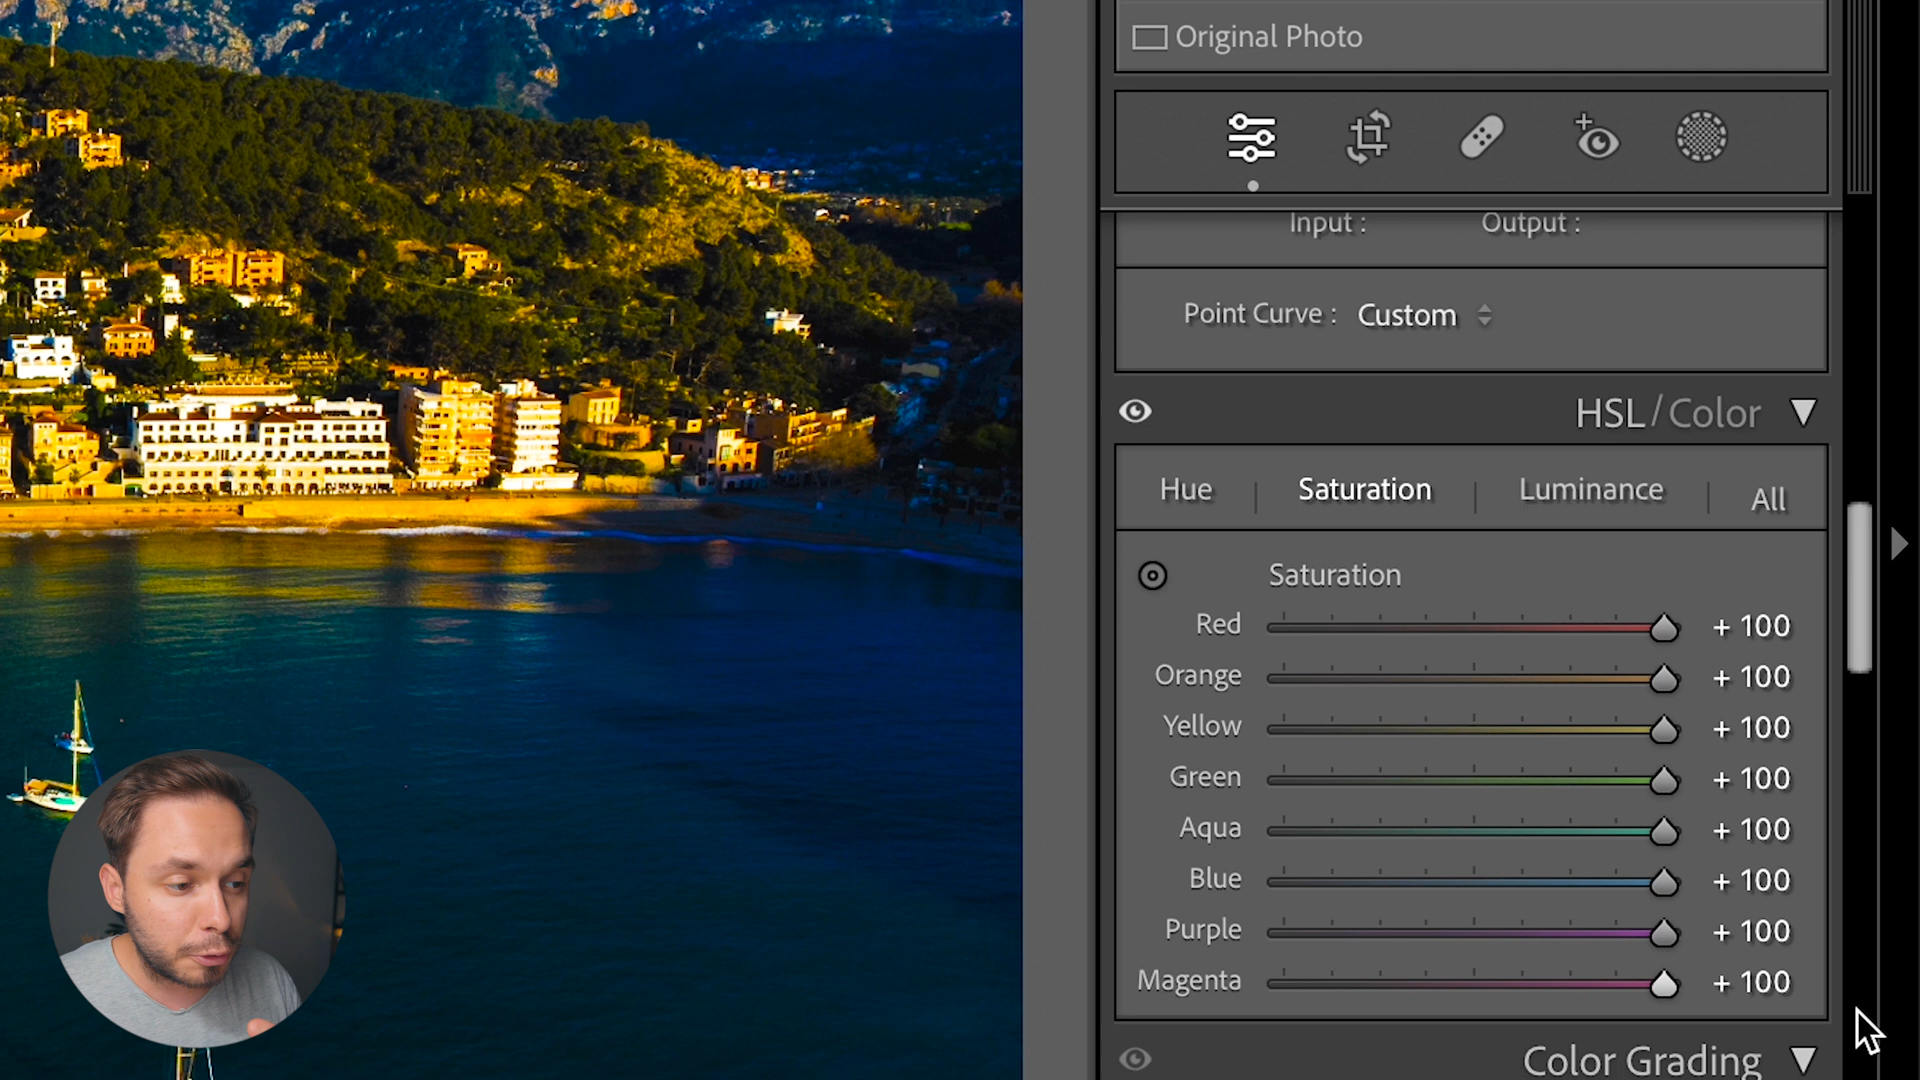 Original Photo
Input : Output :
Point Curve : Custom
HSL / Color
Hue Saturation Luminance All
Saturation
Red + 100
Orange + 100
Yellow + 100
Green + 100
Aqua + 100
Blue + 100
Purple + 100
Magenta + 100
Color Grading